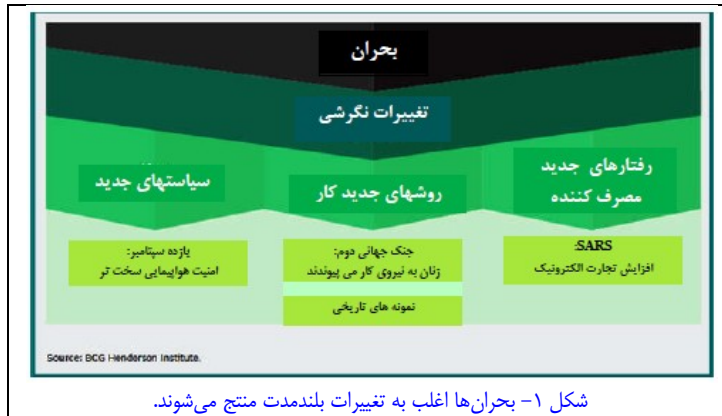 بحران
تغییرات نگرشی
رفتارهای جدید
مصرف کننده
روشهای جدید کار
سیاستهای جدید
SARS:
افزایش تجارت الکترونیک
جنگ جهانی دوم:
زنان به نیروی کار می پیوندند
یازده سپتامبر:
امنیت هواپیمایی سخت تر
نمونه های تاریخی
Source: BCG Henderson Institute.
شکل ۱- بحران‌ها اغلب به تغییرات بلندمدت منتج می‌شوند.